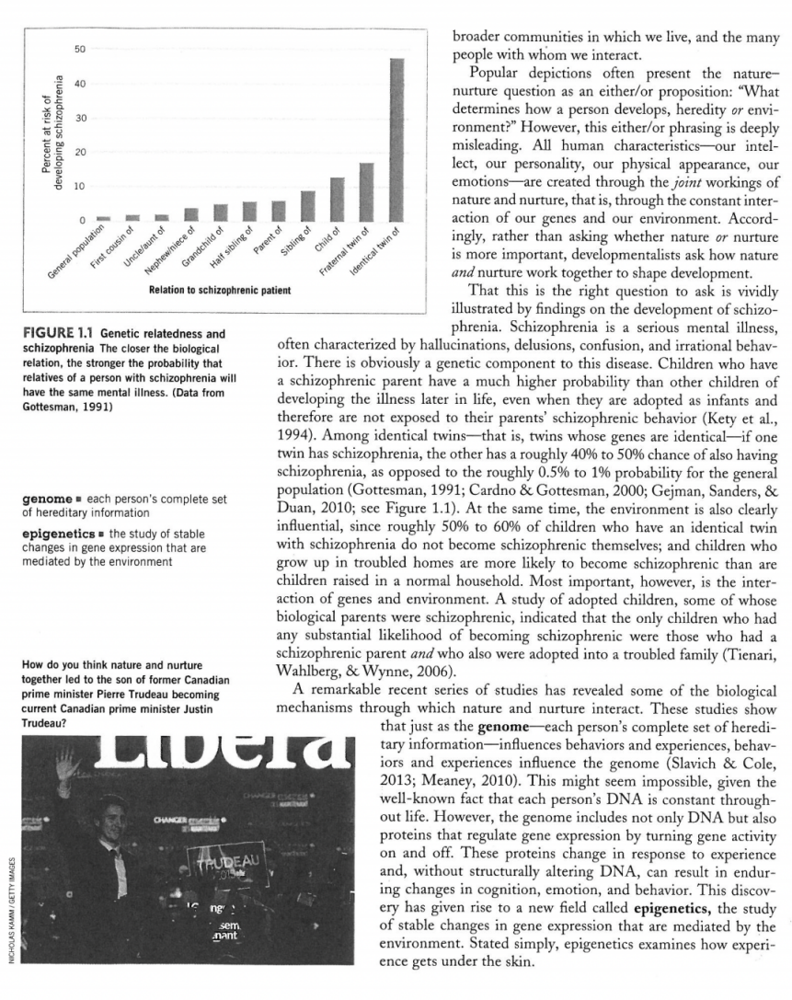 50
40
30
20
10
0
Percent at risk of
developing schizophrenia
General population
First cousin of
Uncle/aunt of
Nephew/niece of
Grandchild of
Half sibling of
Parent of
Sibling of
Child of
Fraternal twin of
Identical twin of
Relation to schizophrenic patient
FIGURE 1.1 Genetic relatedness and
schizophrenia The closer the biological
relation, the stronger the probability that
relatives of a person with schizophrenia will
have the same mental illness. (Data from
Gottesman, 1991)
genome ■ each person's complete set
of hereditary information
epigenetics ■ the study of stable
changes in gene expression that are
mediated by the environment
How do you think nature and nurture
together led to the son of former Canadian
prime minister Pierre Trudeau becoming
current Canadian prime minister Justin
Trudeau?
Libera
CHANGER
TRUDEAU
NICHOLAS KAMM / GETTY IMAGES
broader communities in which we live, and the many
people with whom we interact.
Popular depictions often present the nature–
nurture question as an either/or proposition: “What
determines how a person develops, heredity or envi-
ronment?” However, this either/or phrasing is deeply
misleading. All human characteristics—our intel-
lect, our personality, our physical appearance, our
emotions—are created through the joint workings of
nature and nurture, that is, through the constant inter-
action of our genes and our environment. Accord-
ingly, rather than asking whether nature or nurture
is more important, developmentalists ask how nature
and nurture work together to shape development.
That this is the right question to ask is vividly
illustrated by findings on the development of schizo-
phrenia. Schizophrenia is a serious mental illness,
often characterized by hallucinations, delusions, confusion, and irrational behav-
ior. There is obviously a genetic component to this disease. Children who have
a schizophrenic parent have a much higher probability than other children of
developing the illness later in life, even when they are adopted as infants and
therefore are not exposed to their parents' schizophrenic behavior (Kety et al.,
1994). Among identical twins—that is, twins whose genes are identical—if one
twin has schizophrenia, the other has a roughly 40% to 50% chance of also having
schizophrenia, as opposed to the roughly 0.5% to 1% probability for the general
population (Gottesman, 1991; Cardno & Gottesman, 2000; Gejman, Sanders, &
Duan, 2010; see Figure 1.1). At the same time, the environment is also clearly
influential, since roughly 50% to 60% of children who have an identical twin
with schizophrenia do not become schizophrenic themselves; and children who
grow up in troubled homes are more likely to become schizophrenic than are
children raised in a normal household. Most important, however, is the inter-
action of genes and environment. A study of adopted children, some of whose
biological parents were schizophrenic, indicated that the only children who had
any substantial likelihood of becoming schizophrenic were those who had a
schizophrenic parent and who also were adopted into a troubled family (Tienari,
Wahlberg, & Wynne, 2006).
A remarkable recent series of studies has revealed some of the biological
mechanisms through which nature and nurture interact. These studies show
that just as the genome—each person's complete set of heredi-
tary information—influences behaviors and experiences, behav-
iors and experiences influence the genome (Slavich & Cole,
2013; Meaney, 2010). This might seem impossible, given the
well-known fact that each person's DNA is constant through-
out life. However, the genome includes not only DNA but also
proteins that regulate gene expression by turning gene activity
on and off. These proteins change in response to experience
and, without structurally altering DNA, can result in endur-
ing changes in cognition, emotion, and behavior. This discov-
ery has given rise to a new field called epigenetics, the study
of stable changes in gene expression that are mediated by the
environment. Stated simply, epigenetics examines how experi-
ence gets under the skin.